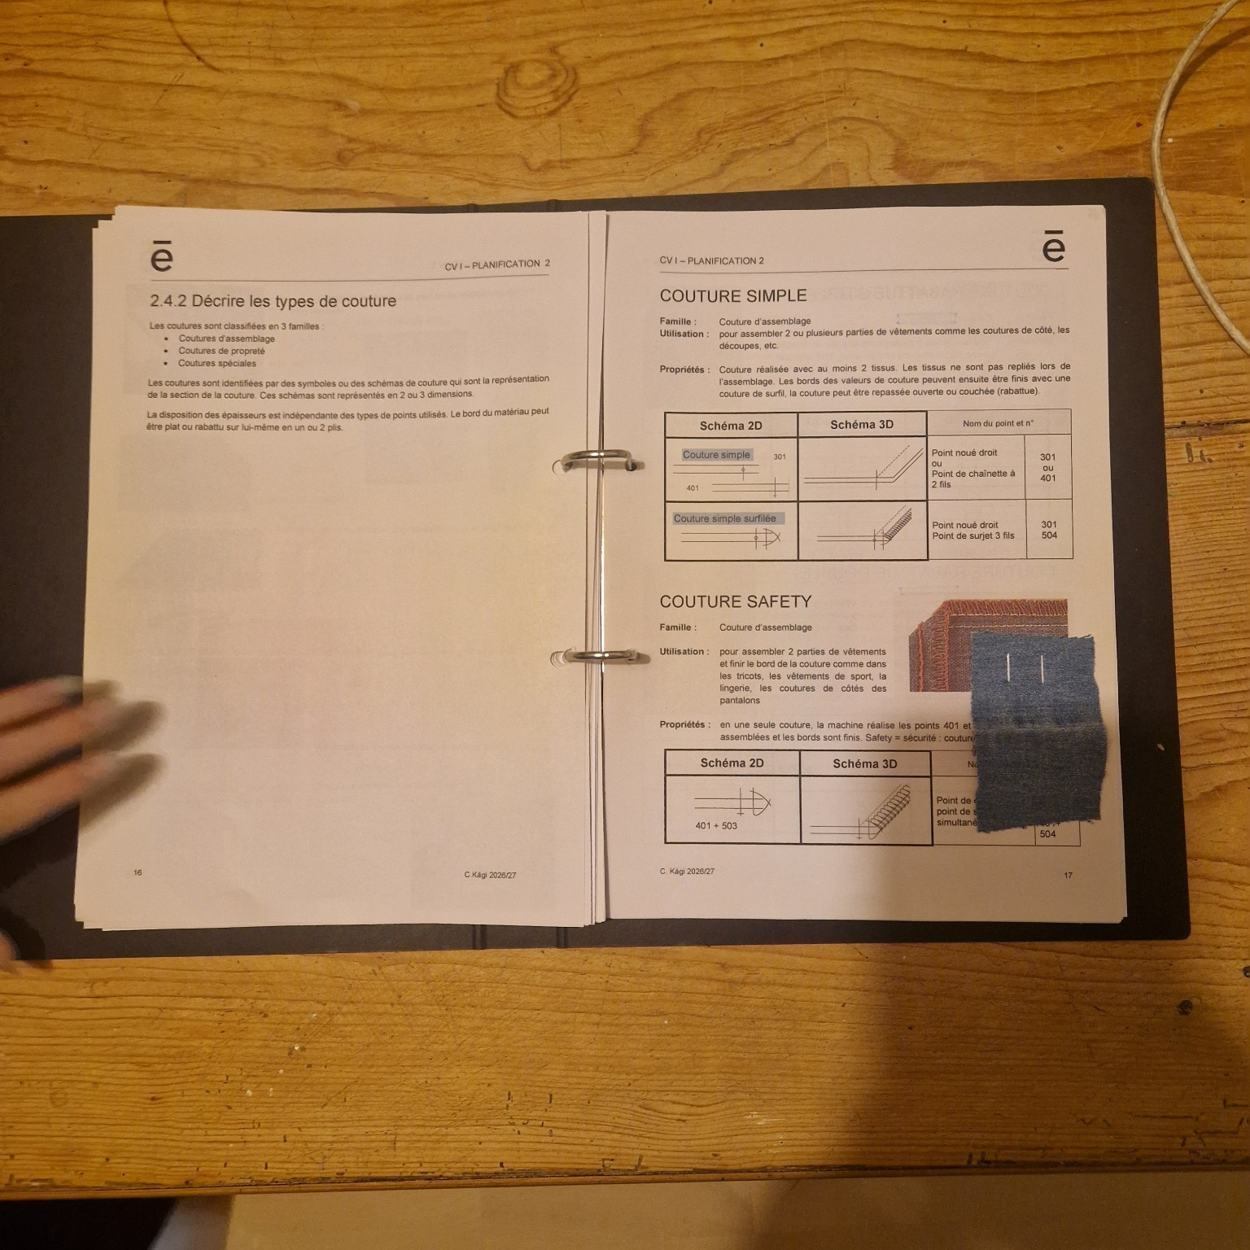 ē
CV I – PLANIFICATION 2
2.4.2 Décrire les types de couture
Les coutures sont classifiées en 3 familles :
• Coutures d'assemblage
• Coutures de propreté
• Coutures spéciales
Les coutures sont identifiées par des symboles ou des schémas de couture qui sont la représentation
de la section de la couture. Ces schémas sont représentés en 2 ou 3 dimensions.
La disposition des épaisseurs est indépendante des types de points utilisés. Le bord du matériau peut
être plat ou rabattu sur lui-même en un ou 2 plis.
16
C.Kägi 2026/27
CV I – PLANIFICATION 2
ē
COUTURE SIMPLE
Famille : Couture d'assemblage
Utilisation : pour assembler 2 ou plusieurs parties de vêtements comme les coutures de côté, les
découpes, etc.
Propriétés : Couture réalisée avec au moins 2 tissus. Les tissus ne sont pas repliés lors de
l'assemblage. Les bords des valeurs de couture peuvent ensuite être finis avec une
couture de surfil, la couture peut être repassée ouverte ou couchée (rabattue).
Schéma 2D Schéma 3D Nom du point et n°
Couture simple 301
401
Point noué droit
ou
Point de chaînette à
2 fils
301
ou
401
Couture simple surfilée
Point noué droit 301
Point de surjet 3 fils 504
COUTURE SAFETY
Famille : Couture d'assemblage
Utilisation : pour assembler 2 parties de vêtements
et finir le bord de la couture comme dans
les tricots, les vêtements de sport, la
lingerie, les coutures de côtés des
pantalons
Propriétés : en une seule couture, la machine réalise les points 401 et
assemblées et les bords sont finis. Safety = sécurité : couture
Schéma 2D Schéma 3D
401 + 503
Point de
point de
504
C. Kägi 2026/27
17